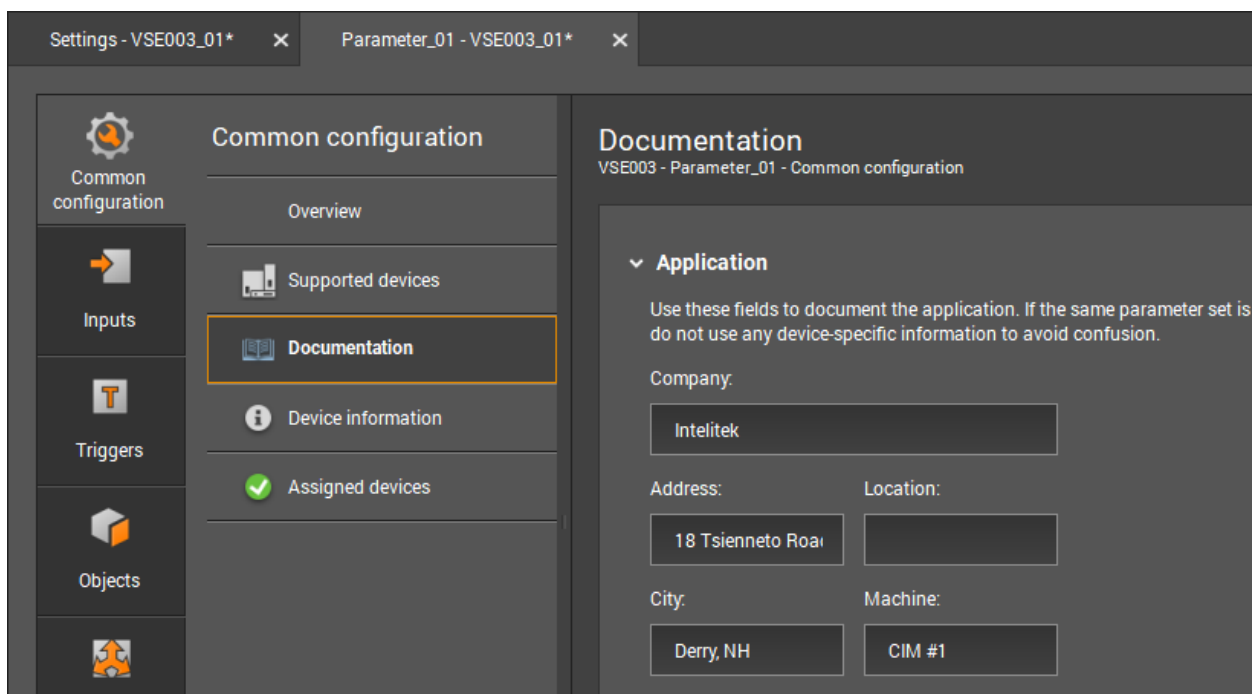 Settings - VSE003_01*
Parameter_01 - VSE003_01*
Common configuration
Inputs
Triggers
Objects
Common configuration
Overview
Supported devices
Documentation
Device information
Assigned devices
Documentation
VSE003 - Parameter_01 - Common configuration
Application
Use these fields to document the application. If the same parameter set is
do not use any device-specific information to avoid confusion.
Company:
Intelitek
Address:
Location:
18 Tsienneto
City:
Machine:
Derry, NH
CIM #1